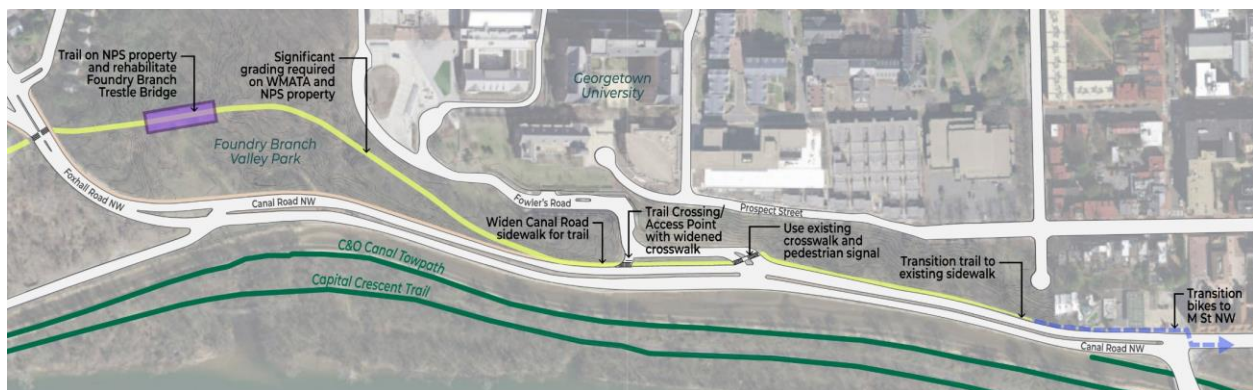 Trail on NPS property
and rehabilitate
Foundry Branch
Trestle Bridge
Significant
grading required
on WMATA and
NPS property
Georgetown
University
Foundry Branch
Valley Park
Foxhall Road NW
Canal Road NW
Fowler's Road
Prospect Street
Widen Canal Road
sidewalk for trail
Trail Crossing/
Access Point
with widened
crosswalk
Use existing
crosswalk and
pedestrian signal
Transition trail to
existing sidewalk
Transition
bikes to
M St NW
C&O Canal Towpath
Capital Crescent Trail
Canal Road NW